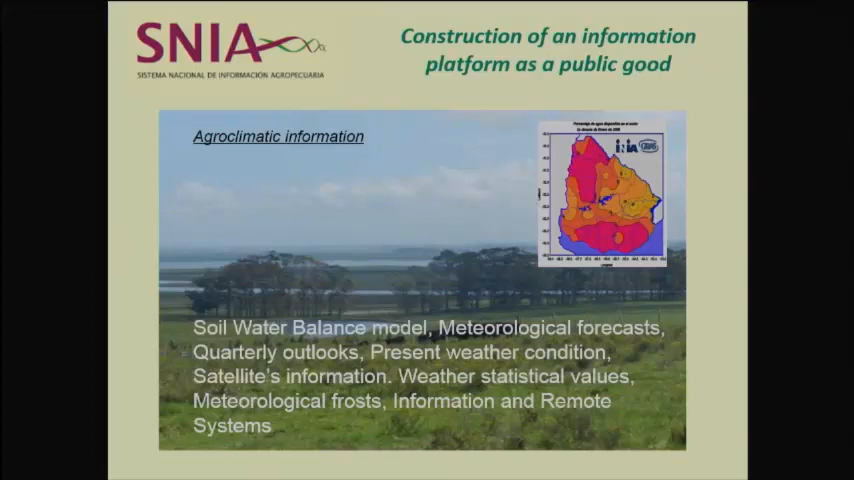 SNIA
SISTEMA NACIONAL DE INFORMACIÓN AGROPECUARIA
Construction of an information
platform as a public good
Agroclimatic information
INIA
Soil Water Balance model, Meteorological forecasts,
Quarterly outlooks, Present weather condition,
Satellite's information. Weather statistical values,
Meteorological frosts, Information and Remote
Systems